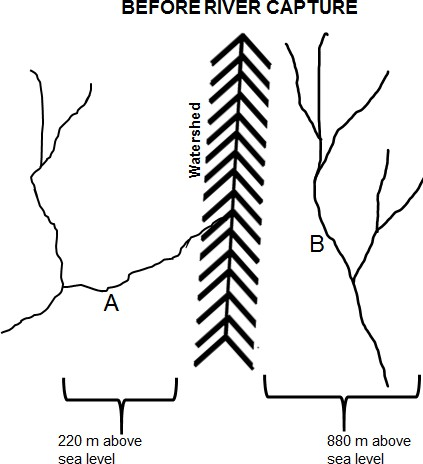 BEFORE RIVER CAPTURE
Watershed
A
B
220 m above
sea level
880 m above
sea level